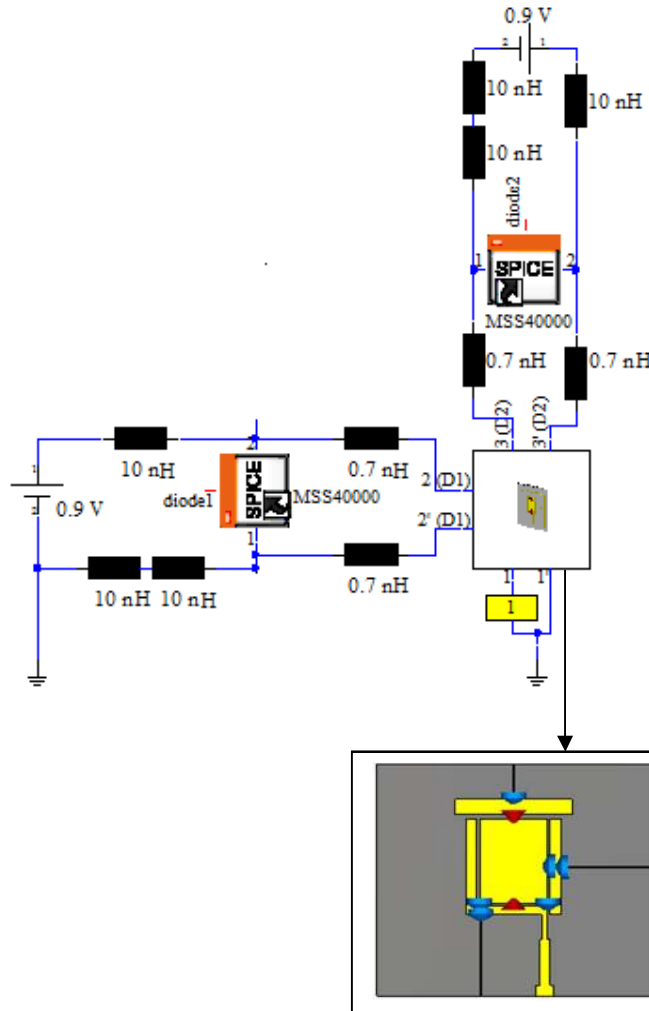 0.9 V
2 1
10 nH
10 nH
10 nH
diode2
1 SPICE 2
MSS40000
0.7 nH
0.7 nH
3 (D2)
3' (D2)
10 nH
2
0.7 nH
1
2
0.9 V
diode1
SPICE
MSS40000
2 (D1)
2' (D1)
1
10 nH
10 nH
0.7 nH
1
1'
1